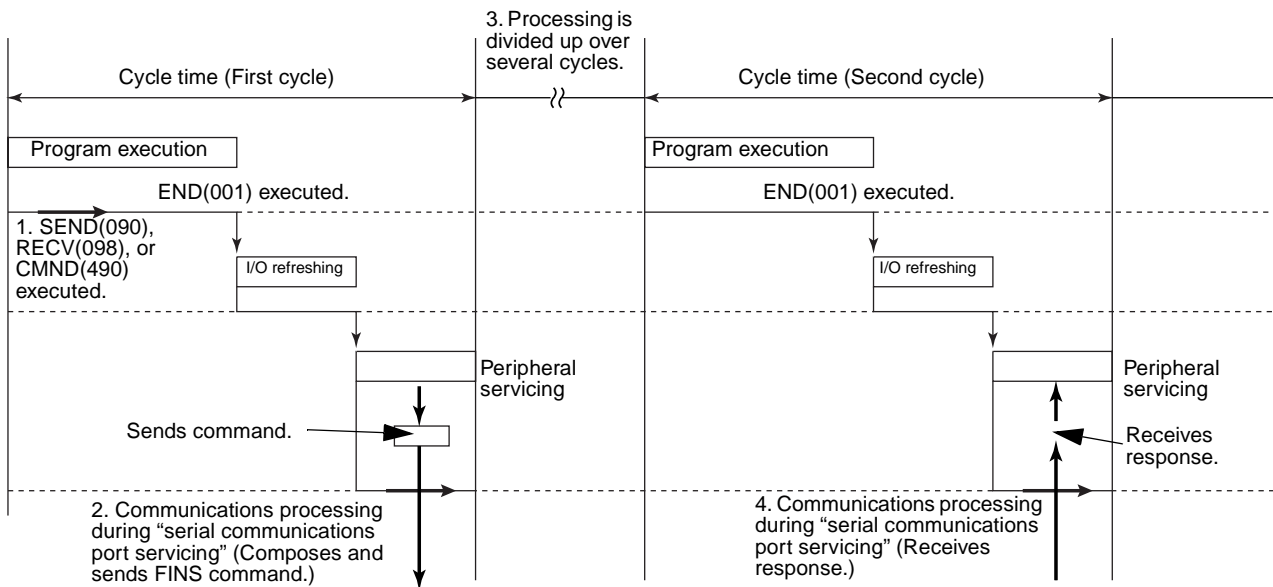 3. Processing is
divided up over
several cycles.
Cycle time (First cycle)
Cycle time (Second cycle)
Program execution
Program execution
END(001) executed.
END(001) executed.
1. SEND(090),
RECV(098), or
CMND(490)
executed.
I/O refreshing
I/O refreshing
Peripheral
servicing
Peripheral
servicing
Sends command.
Receives
response.
2. Communications processing
during “serial communications
port servicing” (Composes and
sends FINS command.)
4. Communications processing
during “serial communications
port servicing” (Receives
response.)